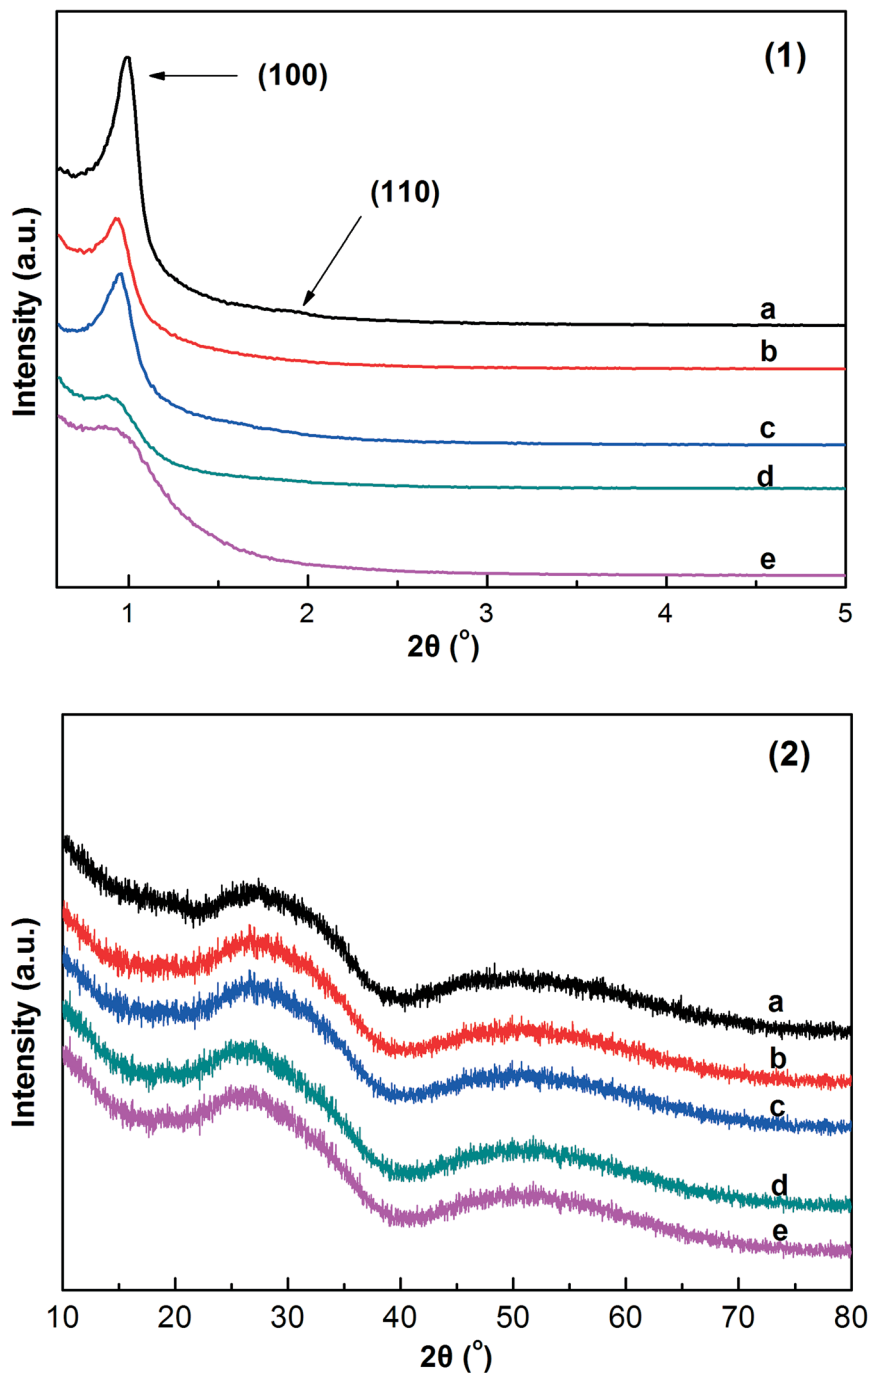 (1)
(100)
(110)
Intensity (a.u.)
a
b
c
d
e
1 2 3 4 5
2θ (°)
(2)
Intensity (a.u.)
a
b
c
d
e
10 20 30 40 50 60 70 80
2θ (°)